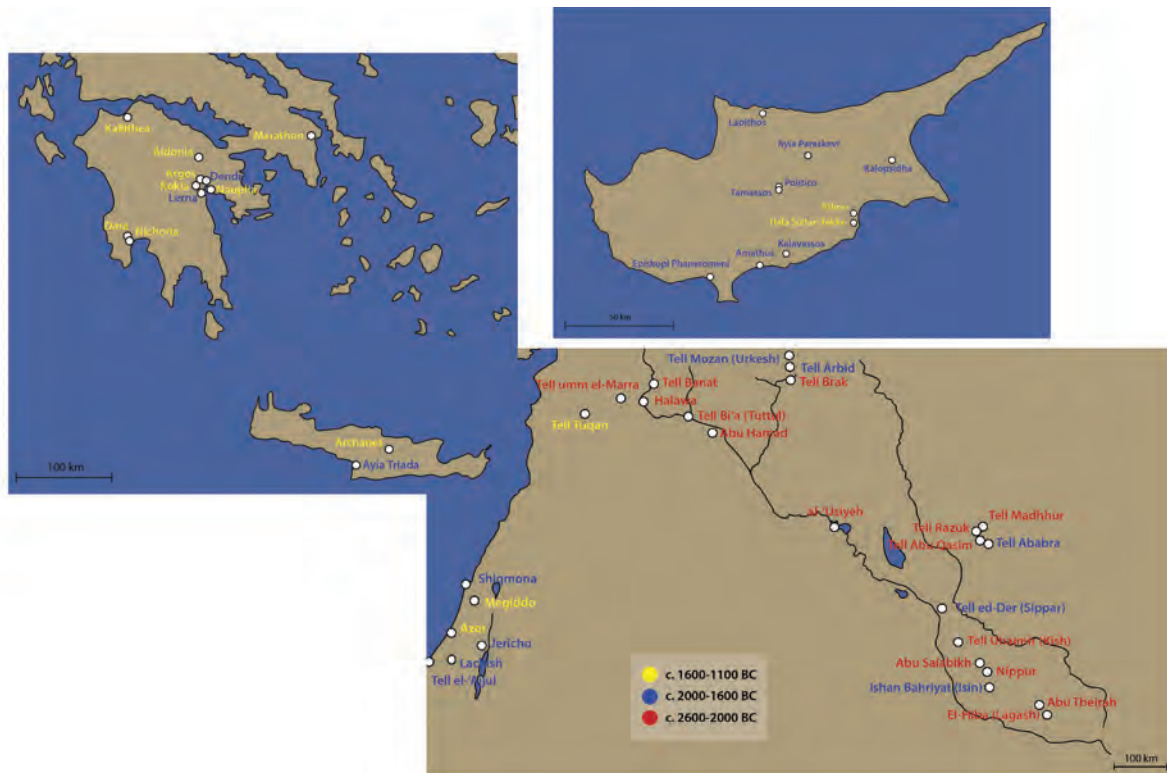 Kallithea
Marathon
Aidonia
Argos
Dendra
Kokla
Nauplion
Lerna
Dara
Nichoria
Archanes
Ayia Triada
100 km
Lapithos
Ayia Paraskevi
Kalopsidha
Politico
Tamassos
Hala Sultan Tekke
Kalavassos
Amathus
Episkopi Phaneromeni
50 km
Tell Mozan (Urkesh)
Tell Arbid
Tell Brak
Tell Banat
Tell umm el-Marra
Halawa
Tell Tuqan
Tell Bi'a (Tuttul)
Abu Hamad
al-'Usiyeh
Tell Madhhur
Tell Razuk
Tell Abu Qasim
Tell Ababra
Shiqmona
Megiddo
Azor
Jericho
Lachish
Tell el-'Ajjul
Tell ed-Der (Sippar)
Tell Uhaimir (Kish)
Abu Salabikh
Nippur
Ishan Bahriyat (Isin)
Abu Tbeirah
El-Hiba (Lagash)
c. 1600-1100 BC
c. 2000-1600 BC
c. 2600-2000 BC
100 km